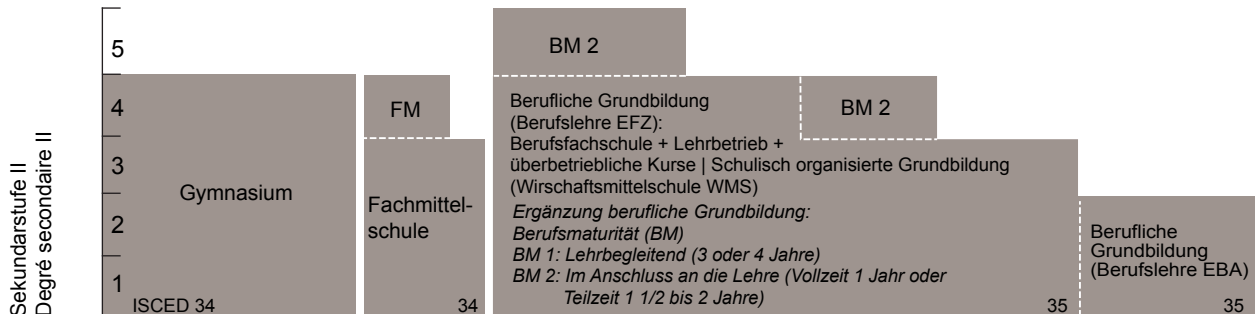 Sekundarstufe II
Degré secondaire II
5
4
3
2
1
Gymnasium
ISCED 34
FM
Fachmittel-
schule
34
BM 2
Berufliche Grundbildung
(Berufslehre EFZ):
Berufsfachschule + Lehrbetrieb +
überbetriebliche Kurse | Schulisch organisierte Grundbildung
(Wirtschaftsmittelschule WMS)
Ergänzung berufliche Grundbildung:
Berufsmaturität (BM)
BM 1: Lehrbegleitend (3 oder 4 Jahre)
BM 2: Im Anschluss an die Lehre (Vollzeit 1 Jahr oder
Teilzeit 1 1/2 bis 2 Jahre)
35
BM 2
Berufliche
Grundbildung
(Berufslehre EBA)
35